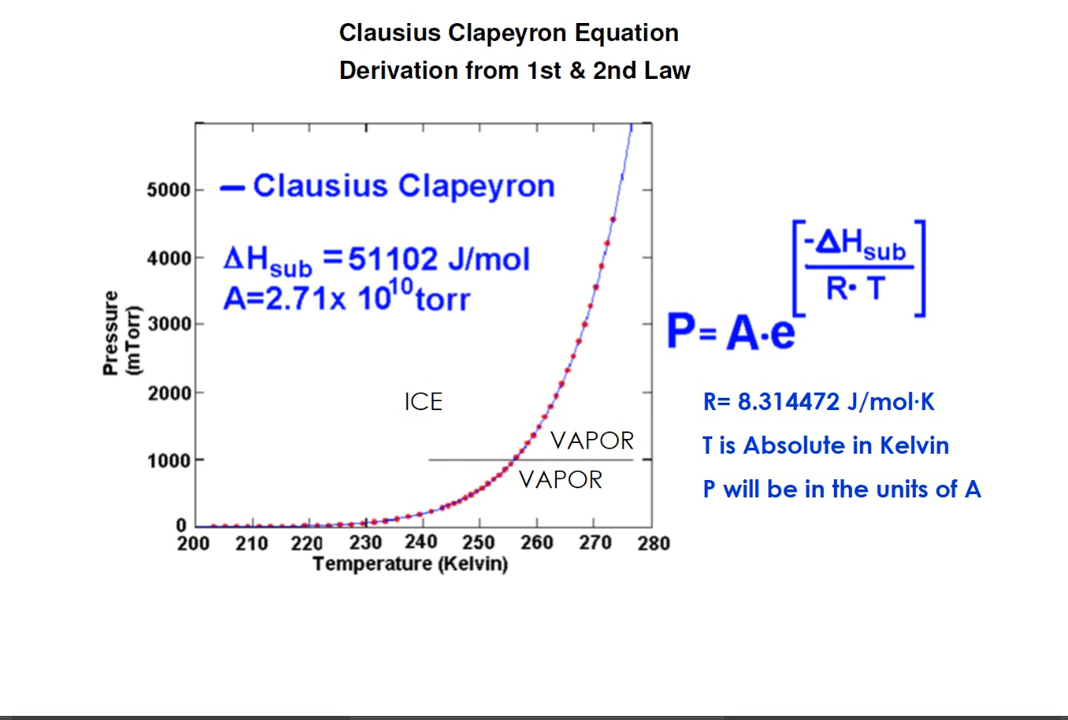 Clausius Clapeyron Equation
Derivation from 1st & 2nd Law
Clausius Clapeyron
ΔHsub = 51102 J/mol
A=2.71x 10¹⁰torr
Pressure
(mTorr)
5000
4000
3000
2000
1000
0
ICE
VAPOR
VAPOR
200 210 220 230 240 250 260 270 280
Temperature (Kelvin)
P= A·e[-ΔHsub / R·T]
R= 8.314472 J/mol·K
T is Absolute in Kelvin
P will be in the units of A